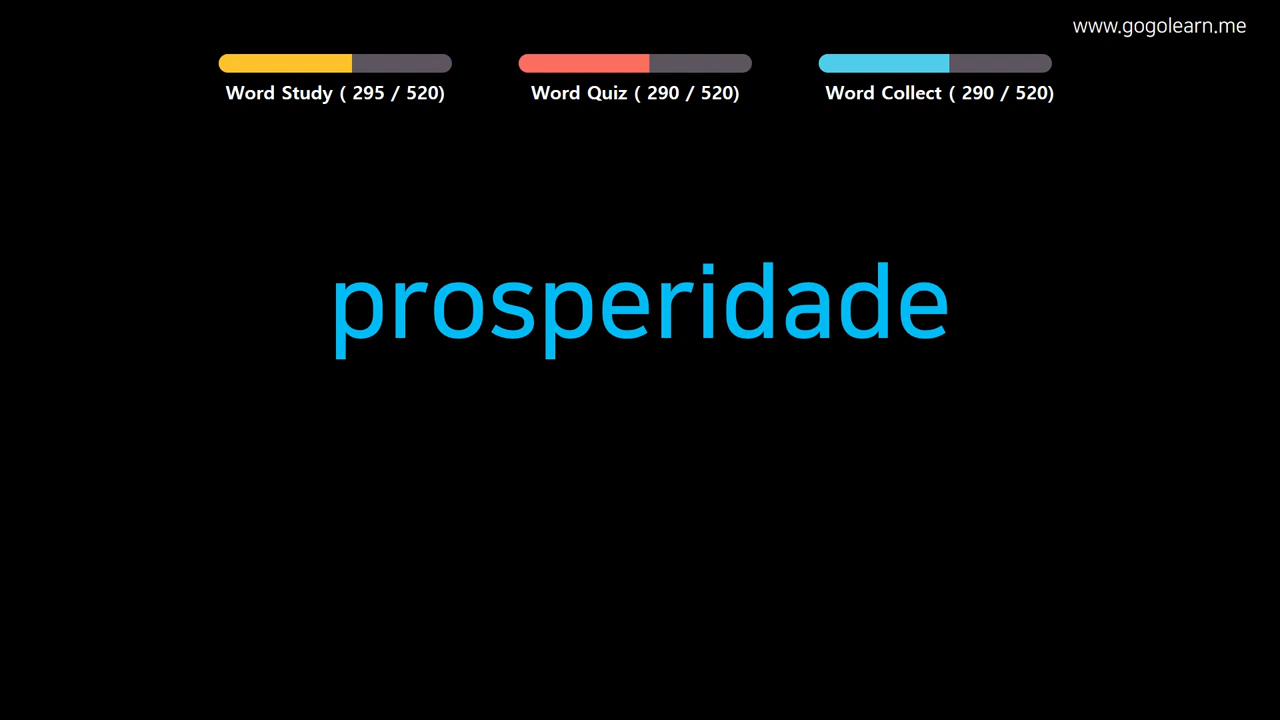 www.gogolearn.me
Word Study ( 295 / 520)
Word Quiz ( 290 / 520)
Word Collect ( 290 / 520)
prosperidade